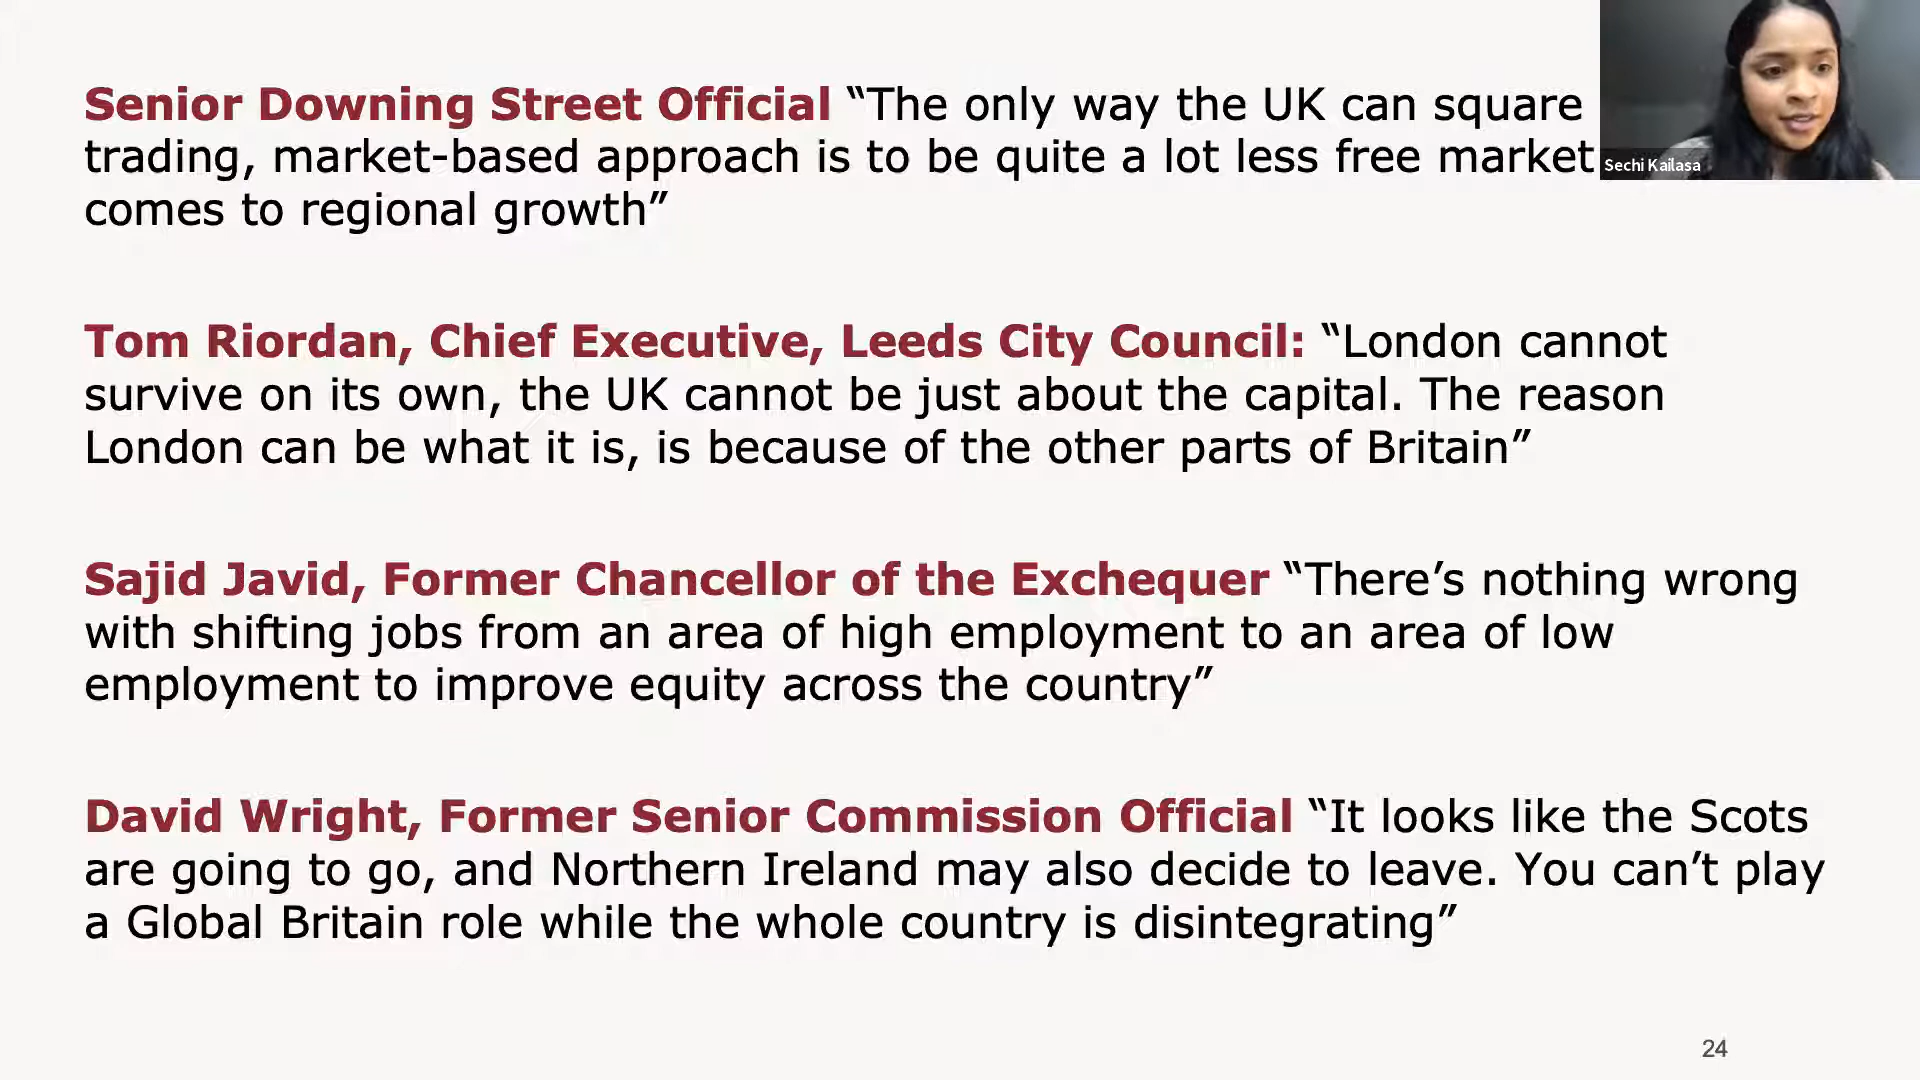 Senior Downing Street Official “The only way the UK can square
trading, market-based approach is to be quite a lot less free market
comes to regional growth”
Tom Riordan, Chief Executive, Leeds City Council: “London cannot
survive on its own, the UK cannot be just about the capital. The reason
London can be what it is, is because of the other parts of Britain”
Sajid Javid, Former Chancellor of the Exchequer “There’s nothing wrong
with shifting jobs from an area of high employment to an area of low
employment to improve equity across the country”
David Wright, Former Senior Commission Official “It looks like the Scots
are going to go, and Northern Ireland may also decide to leave. You can’t play
a Global Britain role while the whole country is disintegrating”
Sechi Kailasa
24